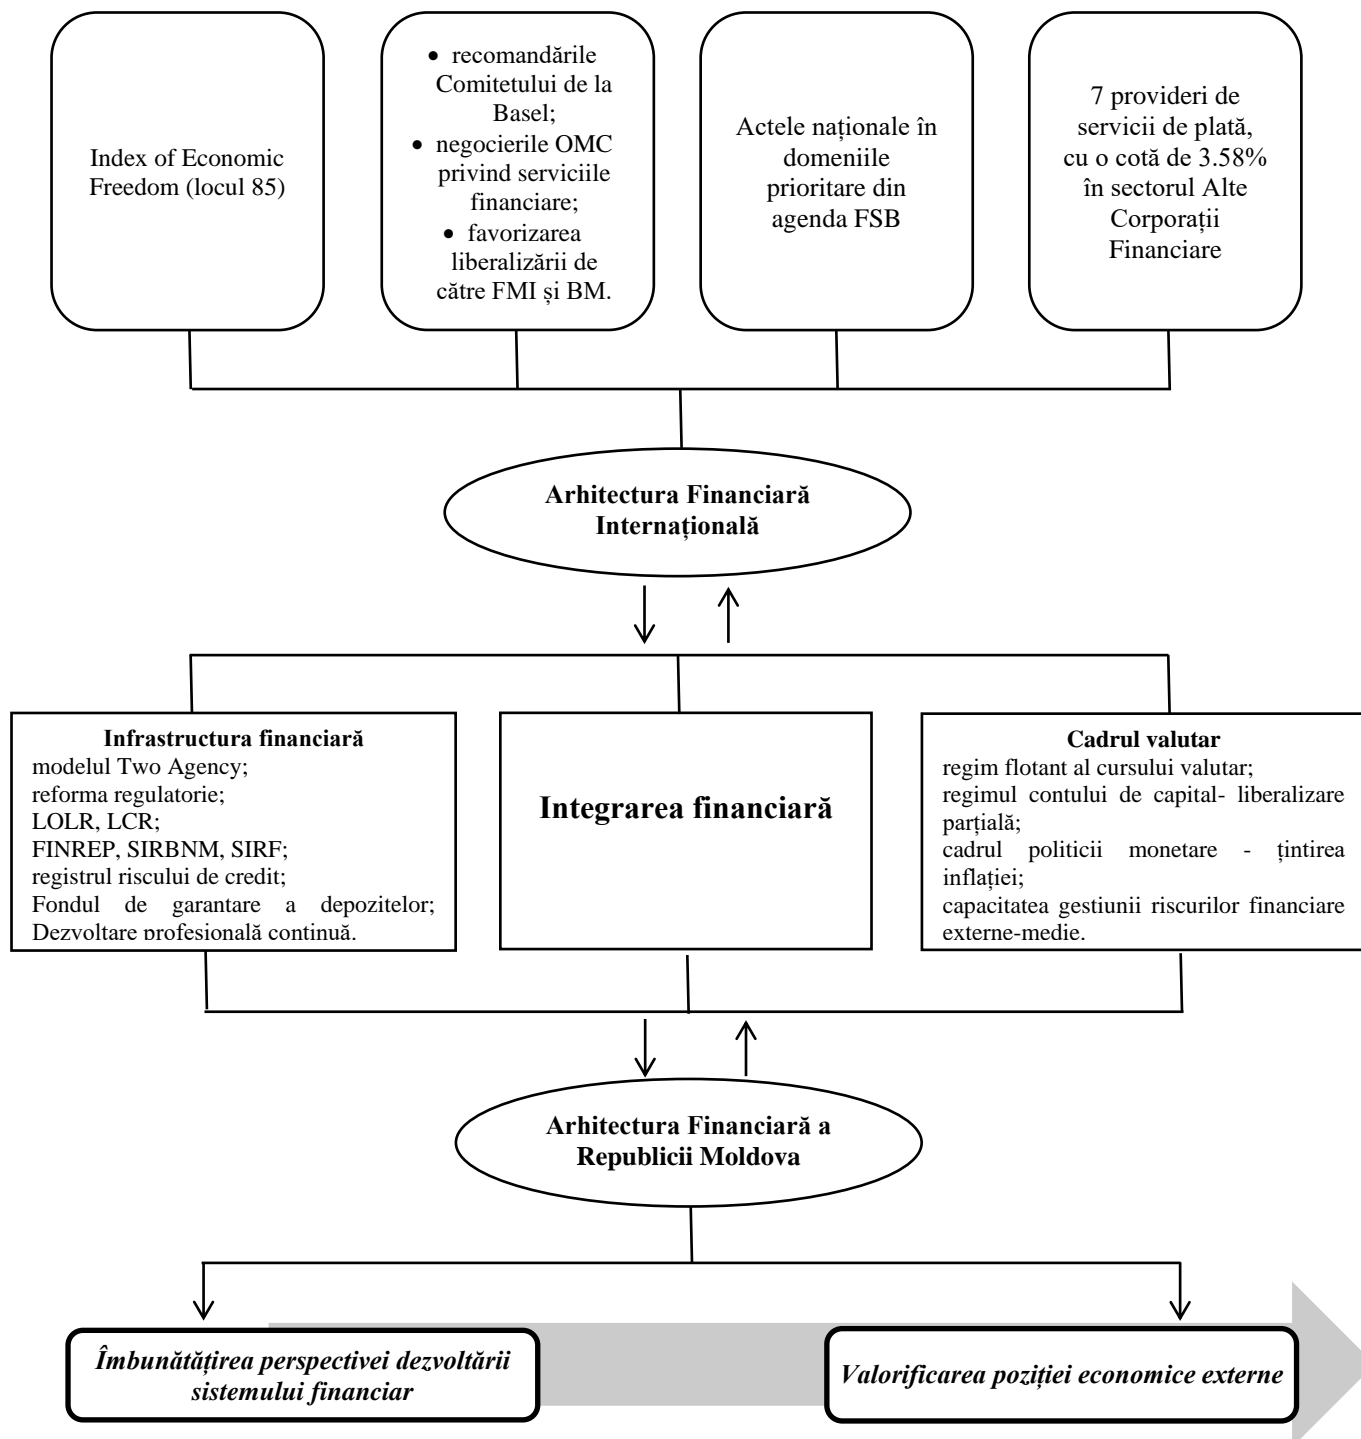 Index of Economic
Freedom (locul 85)
• recomandările
Comitetului de la
Basel;
• negocierile OMC
privind serviciile
financiare;
• favorizarea
liberalizării de
către FMI și BM.
Actele naționale în
domeniile
prioritare din
agenda FSB
7 provideri de
servicii de plată,
cu o cotă de 3.58%
în sectorul Alte
Corporații
Financiare
Arhitectura Financiară
Internațională
Infrastructura financiară
modelul Two Agency;
reforma regulatorie;
LOLR, LCR;
FINREP, SIRBNM, SIRF;
registrul riscului de credit;
Fondul de garantare a depozitelor;
Dezvoltare profesională continuă.
Integrarea financiară
Cadrul valutar
regim flotant al cursului valutar;
regimul contului de capital- liberalizare
parțială;
cadrul politicii monetare - țintirea
inflației;
capacitatea gestiunii riscurilor financiare
externe-medie.
Arhitectura Financiară a
Republicii Moldova
Îmbunătățirea perspectivei dezvoltării
sistemului financiar
Valorificarea poziției economice externe